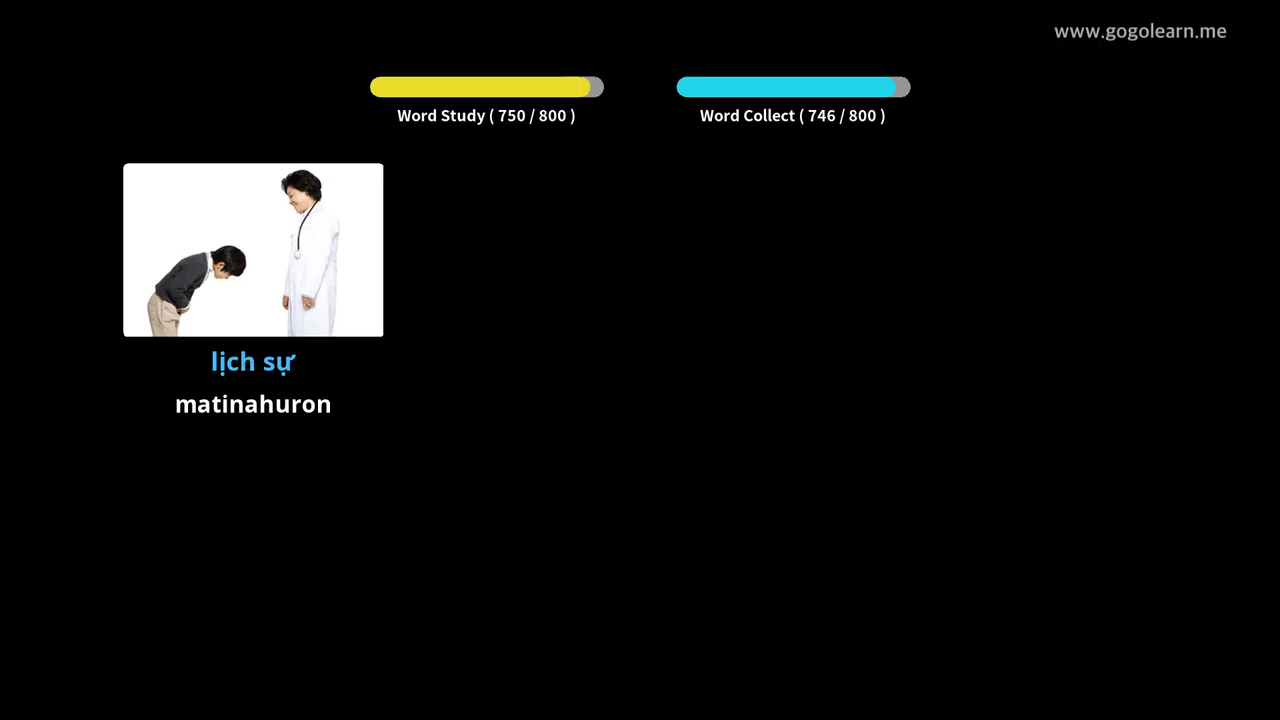 www.gogolearn.me
Word Study ( 750 / 800 )
Word Collect ( 746 / 800 )
lịch sự
matinahuron